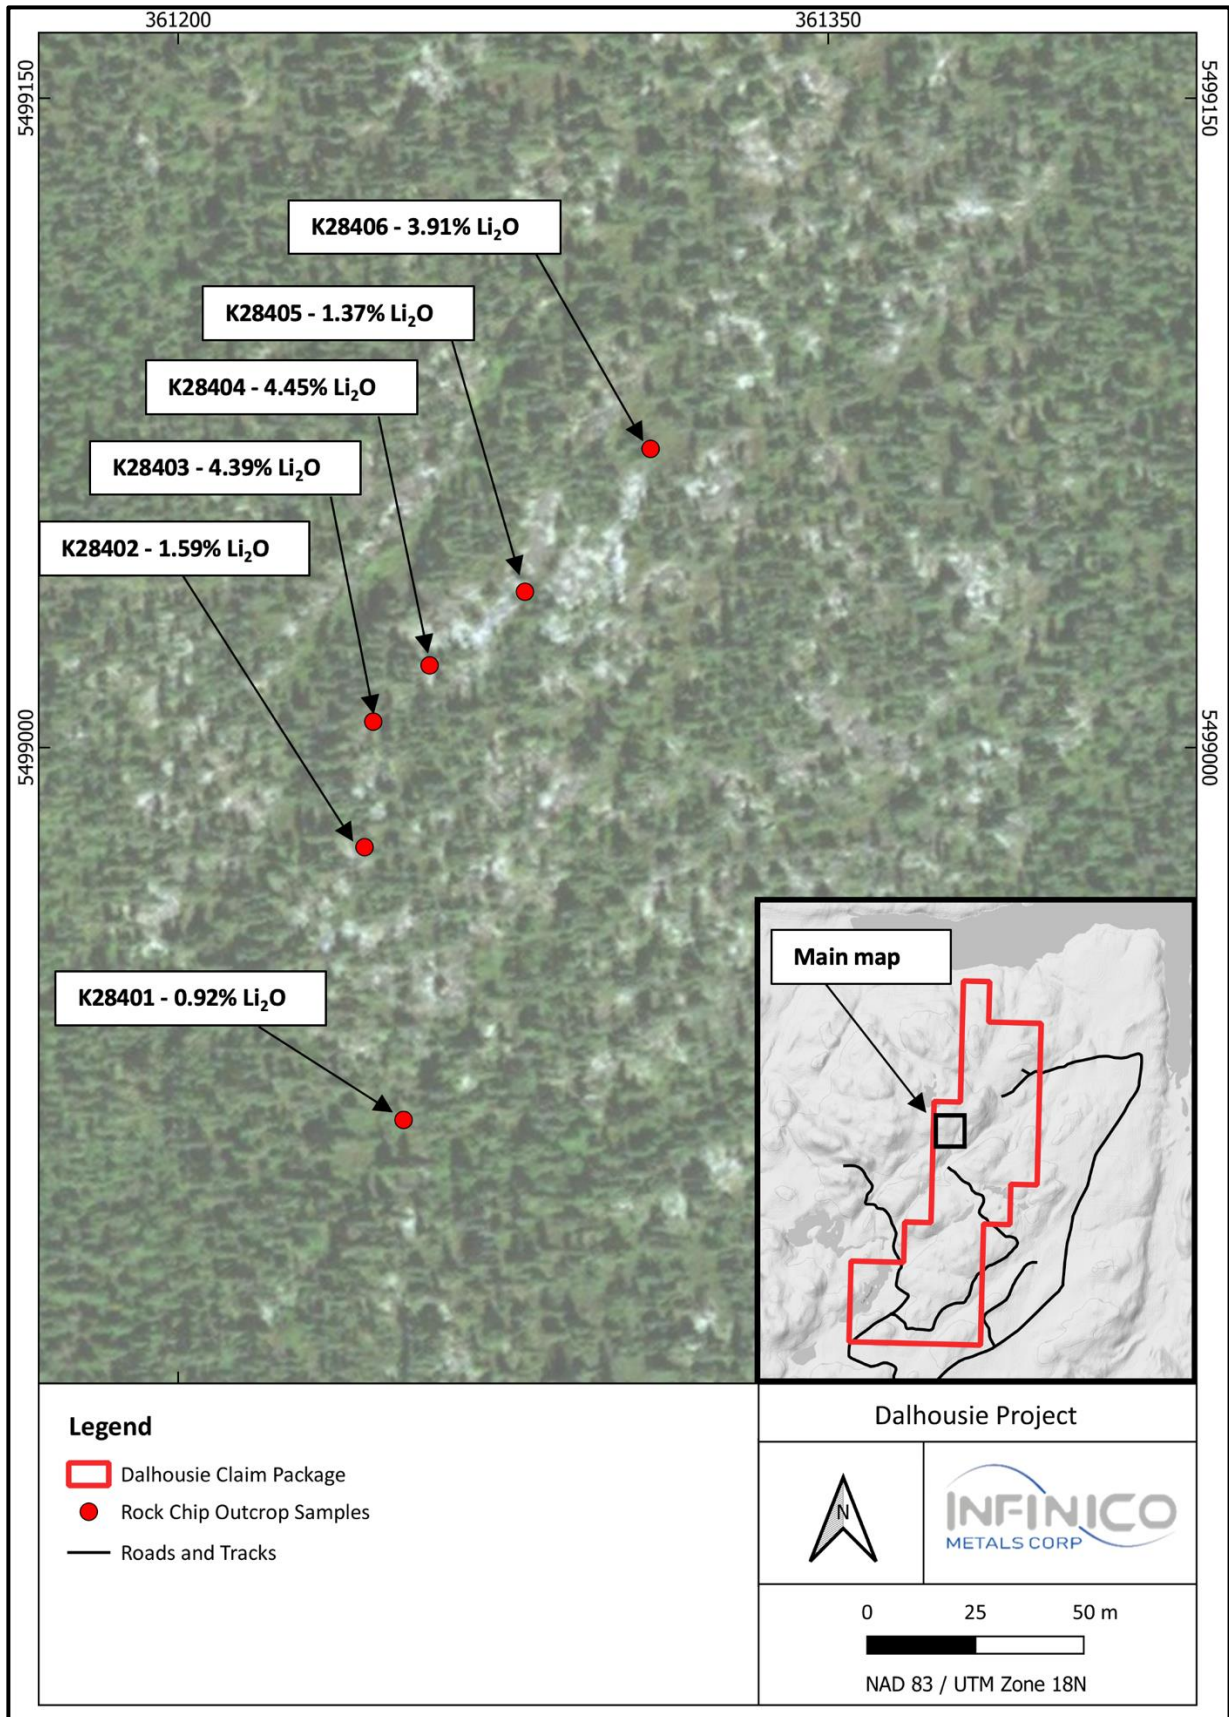 361200
361350
5499150
5499150
K28406 - 3.91% Li₂O
K28405 - 1.37% Li₂O
K28404 - 4.45% Li₂O
K28403 - 4.39% Li₂O
K28402 - 1.59% Li₂O
5499000
5499000
K28401 - 0.92% Li₂O
Main map
Legend
Dalhousie Claim Package
Rock Chip Outcrop Samples
Roads and Tracks
Dalhousie Project
N
INFINICO
METALS CORP
0 25 50 m
NAD 83 / UTM Zone 18N